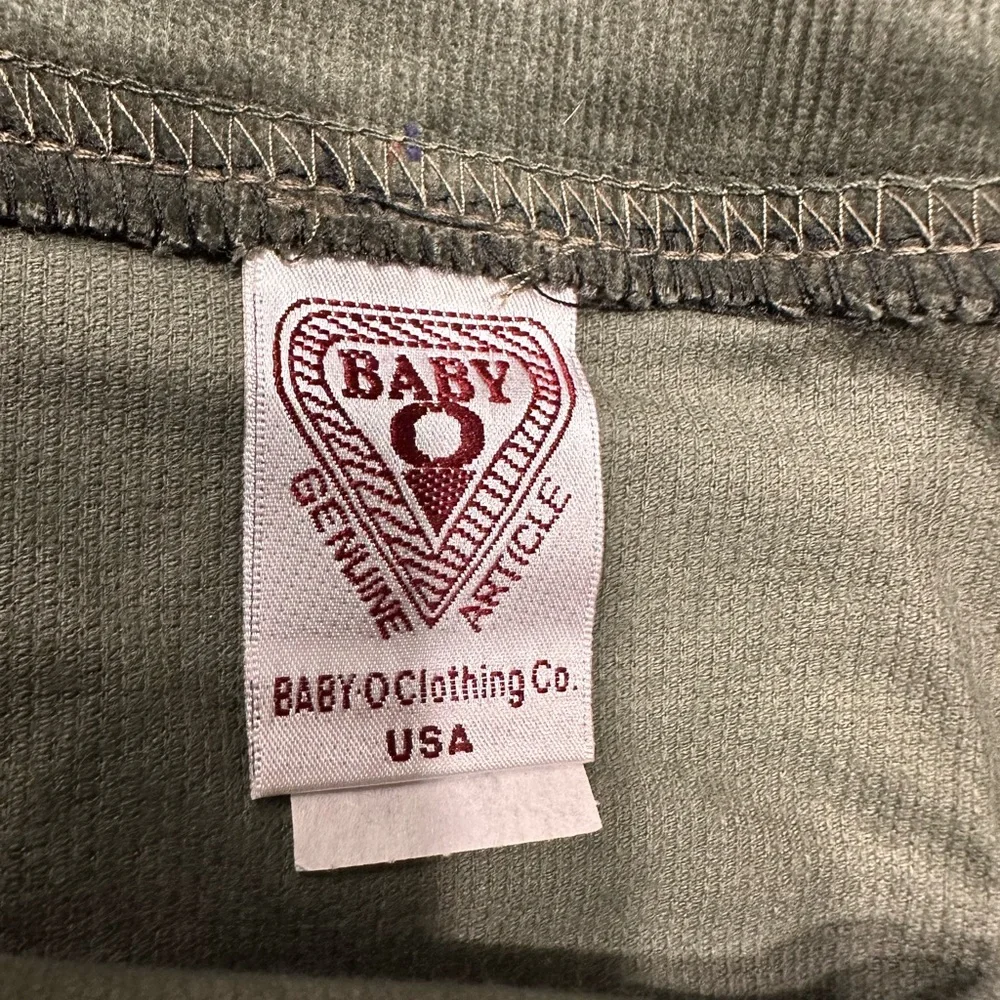 BABY
O
GENUINE ARTICLE
BABY·O Clothing Co.
USA